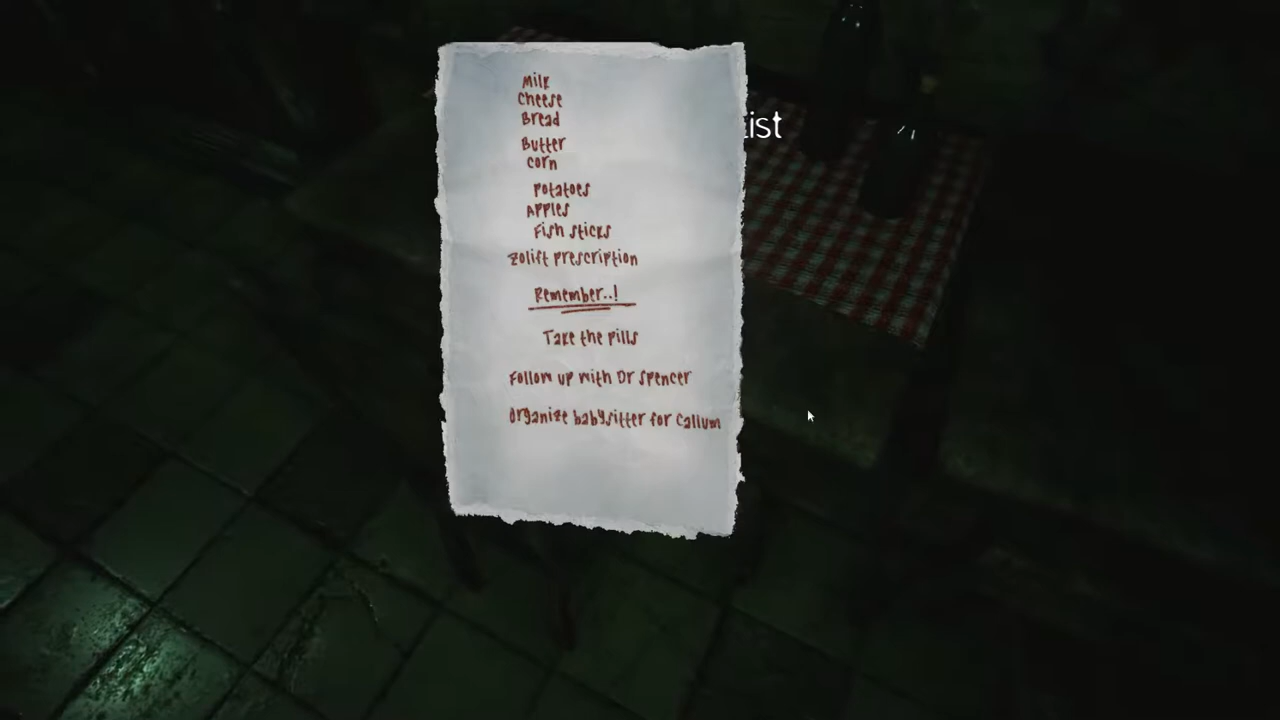 Milk
Cheese
Bread
Butter
Corn
Potatoes
Apples
Fish sticks
Zolift prescription
Remember..!
Take the pills
Follow up with Dr Spencer
Organize babysitter for Callum